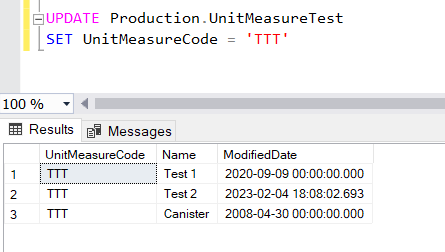 UPDATE Production.UnitMeasureTest
SET UnitMeasureCode = 'TTT'
100 %
Results Messages
UnitMeasureCode Name ModifiedDate
1 TTT Test 1 2020-09-09 00:00:00.000
2 TTT Test 2 2023-02-04 18:08:02.693
3 TTT Canister 2008-04-30 00:00:00.000